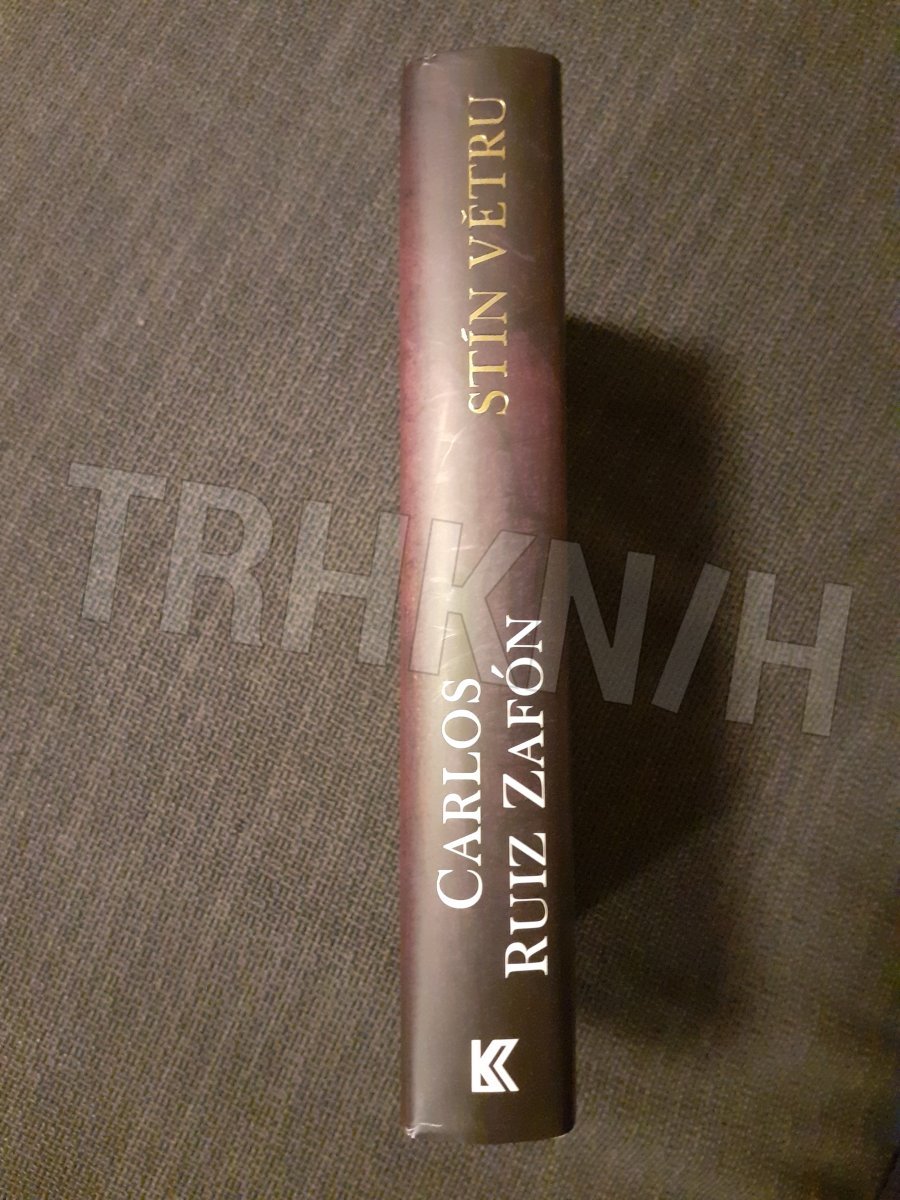 CARLOS
RUIZ ZAFÓN
STÍN VĚTRU
TRHKNIH